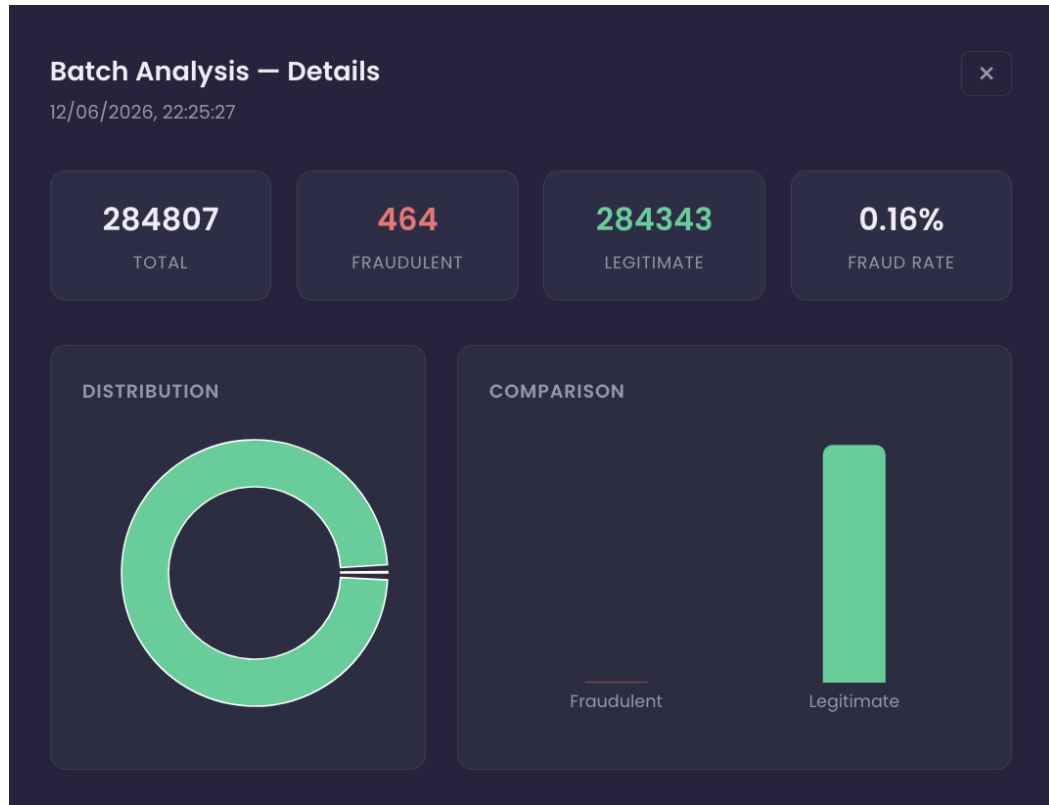 Batch Analysis — Details
12/06/2026, 22:25:27
284807
TOTAL
464
FRAUDULENT
284343
LEGITIMATE
0.16%
FRAUD RATE
DISTRIBUTION
COMPARISON
Fraudulent
Legitimate